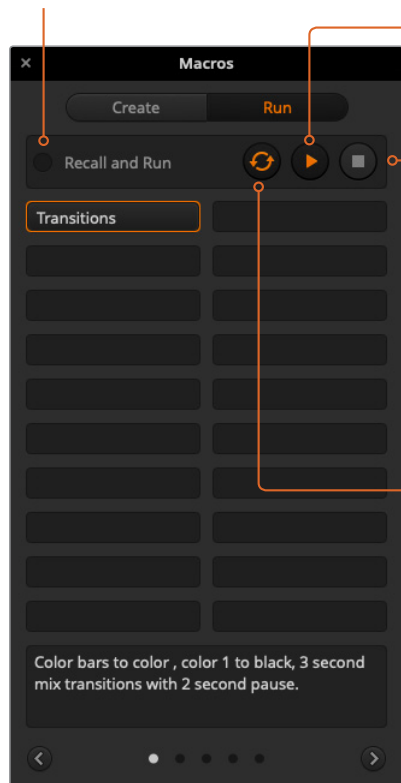 Macros
Create Run
Recall and Run
Transitions
Color bars to color , color 1 to black, 3 second
mix transitions with 2 second pause.